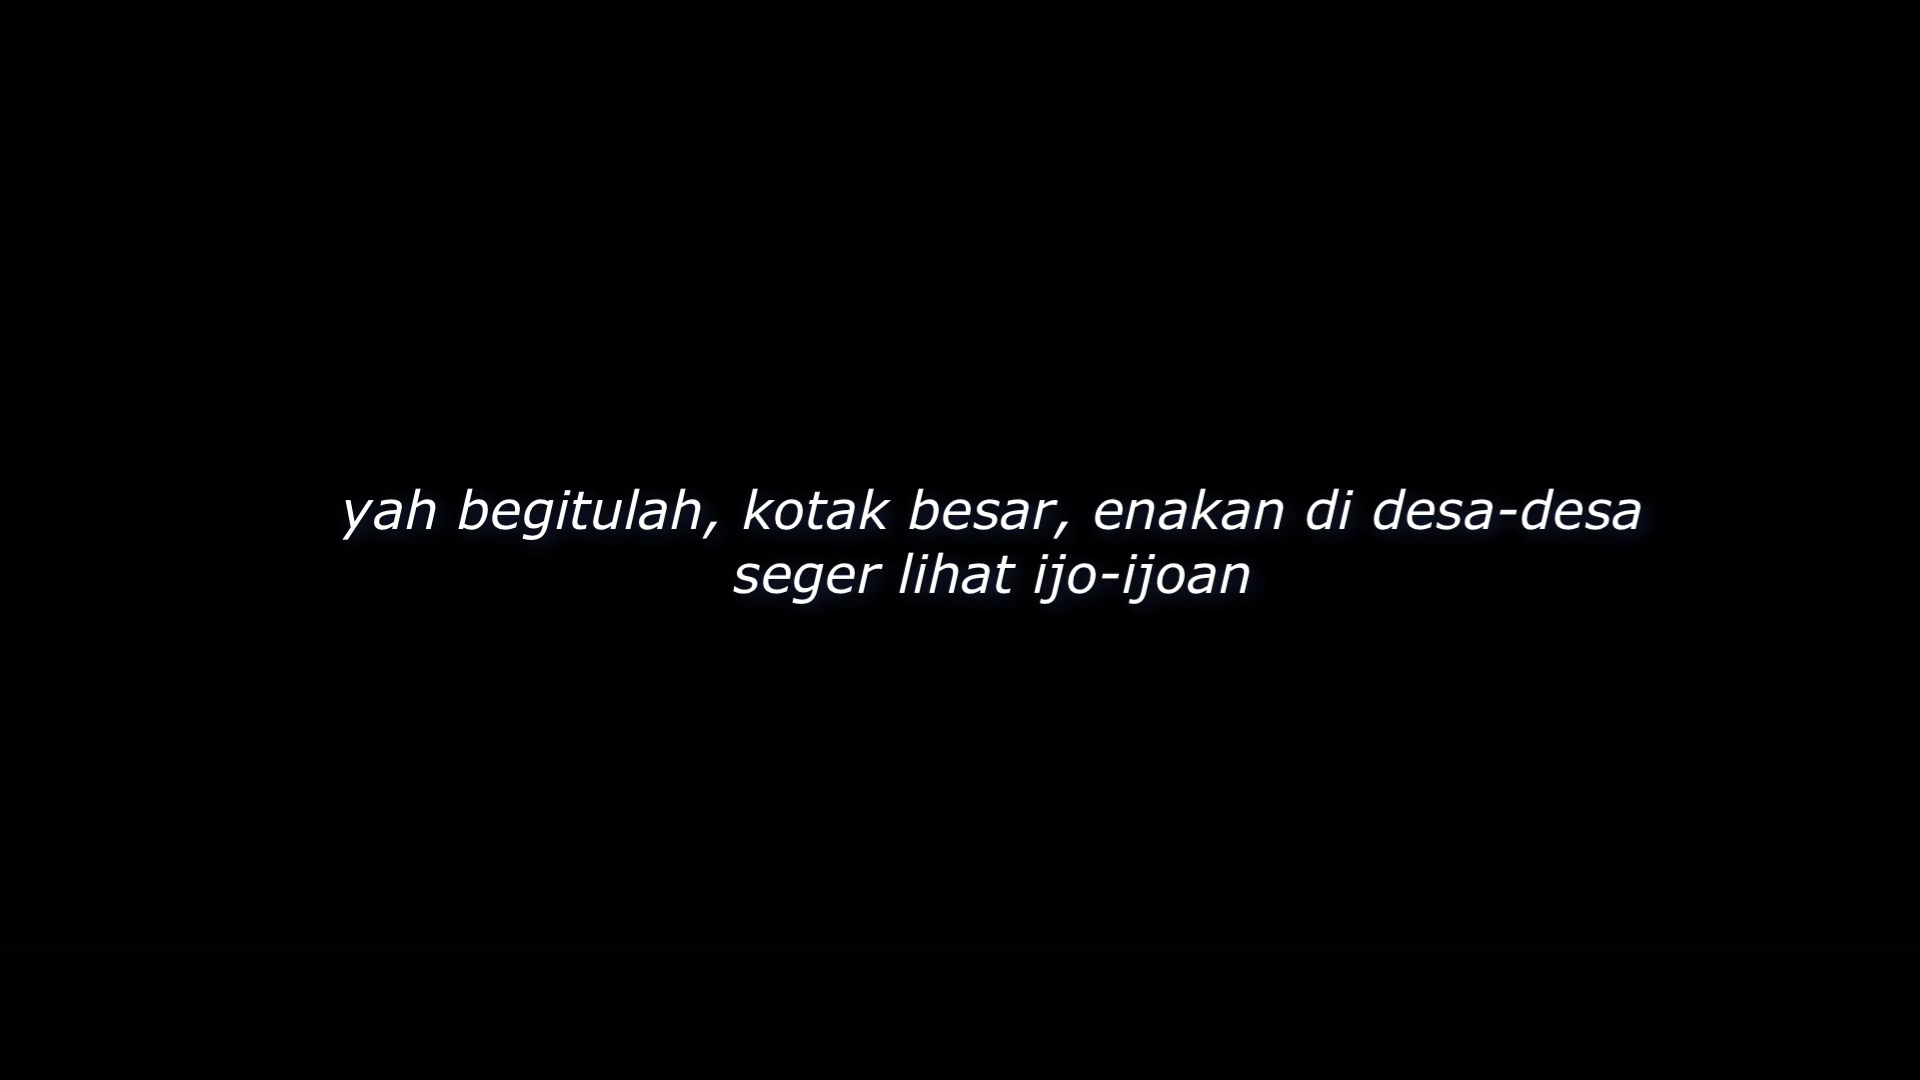 yah begitulah, kotak besar, enakan di desa-desa
seger lihat ijo-ijoan